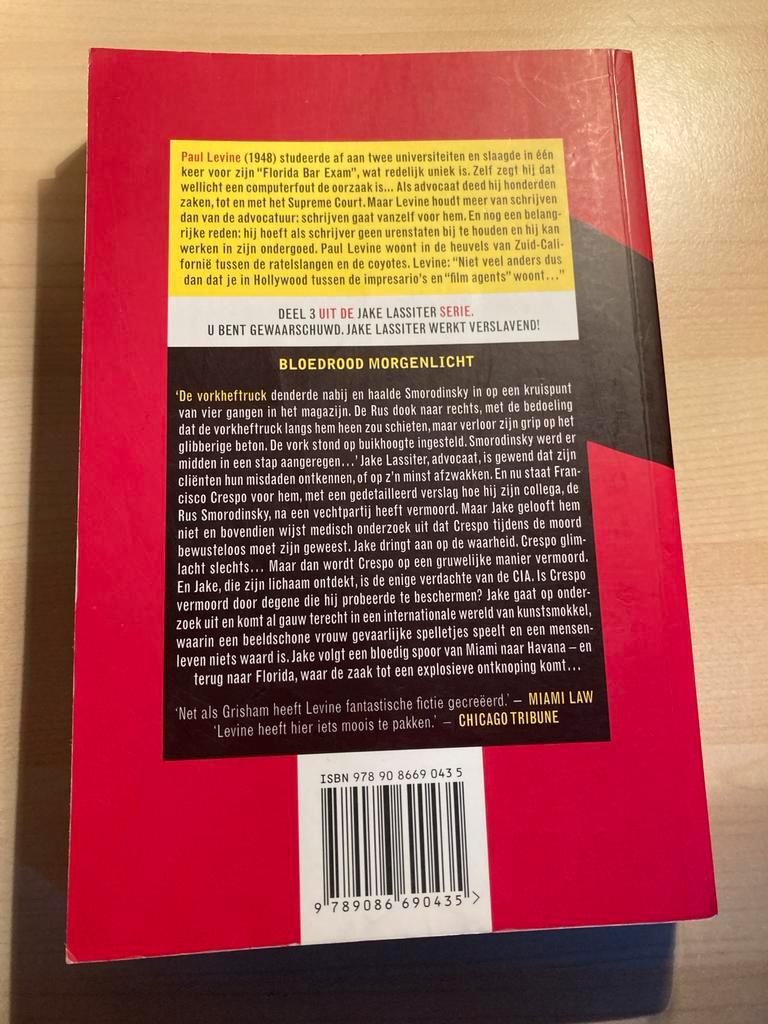 Paul Levine (1948) studeerde af aan twee universiteiten en slaagde in één
keer voor zijn "Florida Bar Exam", wat redelijk uniek is. Zelf zegt hij dat
wellicht een computerfout de oorzaak is... Als advocaat deed hij honderden
zaken, tot en met het Supreme Court. Maar Levine houdt meer van schrijven
dan van de advocatuur: schrijven gaat vanzelf voor hem. En nog een belang-
rijke reden: hij hoeft als schrijver geen urenstaten bij te houden en hij kan
werken in zijn ondergoed. Paul Levine woont in de heuvels van Zuid-Cali-
fornië tussen de ratelslangen en de coyotes. Levine: "Niet veel anders dus
dan dat je in Hollywood tussen de impresario's en "film agents" woont..."
DEEL 3 UIT DE JAKE LASSITER SERIE.
U BENT GEWAARSCHUWD. JAKE LASSITER WERKT VERSLAVEND!
BLOEDROOD MORGENLICHT
'De vorkheftruck denderde nabij en haalde Smorodinsky in op een kruispunt
van vier gangen in het magazijn. De Rus dook naar rechts, met de bedoeling
dat de vorkheftruck langs hem heen zou schieten, maar verloor zijn grip op het
glibberige beton. De vork stond op buikhoogte ingesteld. Smorodinsky werd er
midden in een stap aangeregen...' Jake Lassiter, advocaat, is gewend dat zijn
cliënten hun misdaden ontkennen, of op z'n minst afzwakken. En nu staat Fran-
cisco Crespo voor hem, met een gedetailleerd verslag hoe hij zijn collega, de
Rus Smorodinsky, na een vechtpartij heeft vermoord. Maar Jake gelooft hem
niet en bovendien wijst medisch onderzoek uit dat Crespo tijdens de moord
bewusteloos moet zijn geweest. Jake dringt aan op de waarheid. Crespo glim-
lacht slechts... Maar dan wordt Crespo op een gruwelijke manier vermoord.
En Jake, die zijn lichaam ontdekt, is de enige verdachte van de CIA. Is Crespo
vermoord door degene die hij probeerde te beschermen? Jake gaat op onder-
zoek uit en komt al gauw terecht in een internationale wereld van kunstsmokkel,
waarin een beeldschone vrouw gevaarlijke spelletjes speelt en een mensen-
leven niets waard is. Jake volgt een bloedig spoor van Miami naar Havana – en
terug naar Florida, waar de zaak tot een explosieve ontknoping komt...
'Net als Grisham heeft Levine fantastische fictie gecreëerd.' – MIAMI LAW
'Levine heeft hier iets moois te pakken.' – CHICAGO TRIBUNE
ISBN 978 90 8669 043 5
9 789086 690435 >